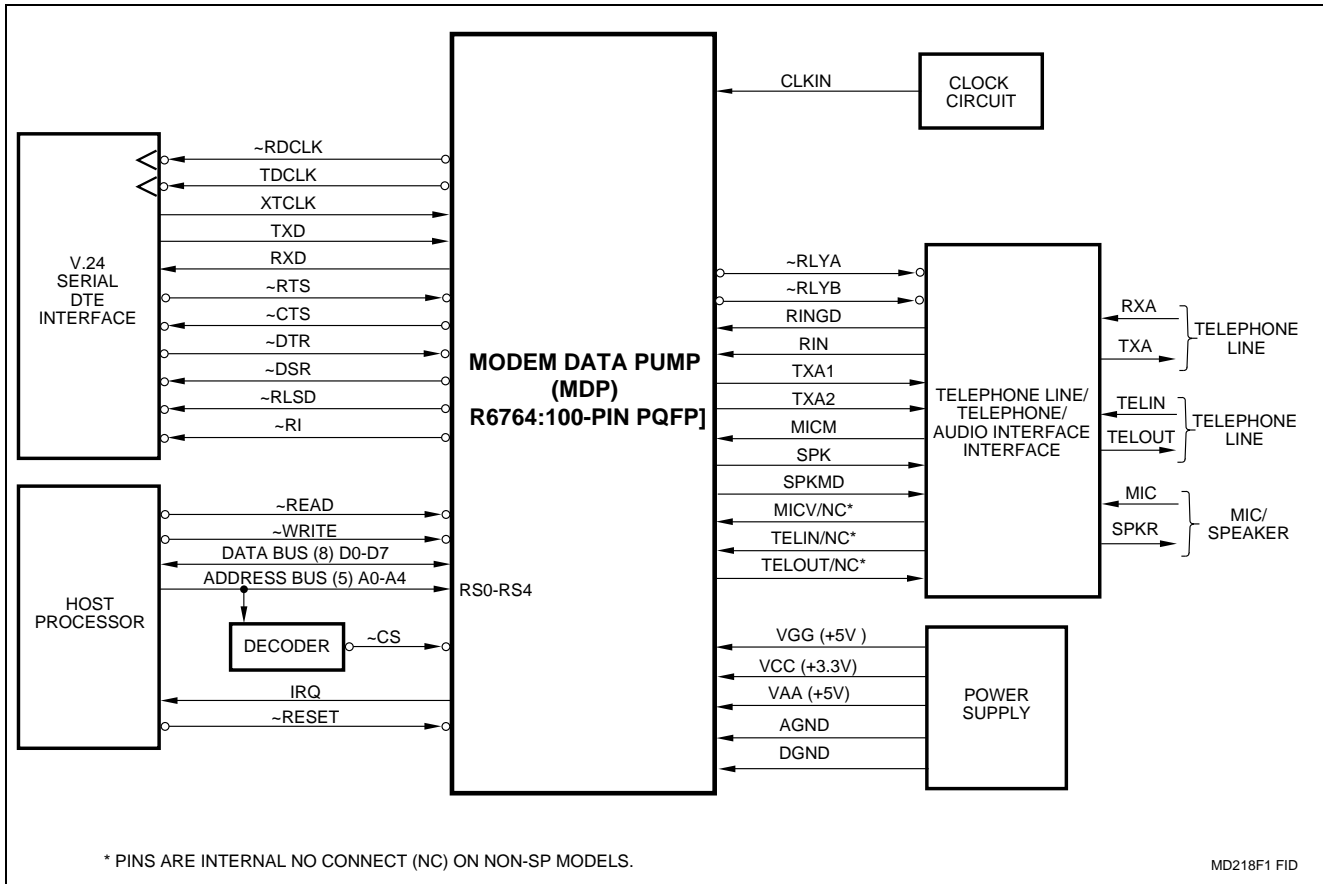 CLKIN
CLOCK
CIRCUIT
~RDCLK
TDCLK
XTCLK
TXD
RXD
~RTS
~CTS
~DTR
~DSR
~RLSD
~RI
V.24
SERIAL
DTE
INTERFACE
MODEM DATA PUMP
(MDP)
R6764:100-PIN PQFP]
~RLYA
~RLYB
RINGD
RIN
TXA1
TXA2
MICM
SPK
SPKMD
MICV/NC*
TELIN/NC*
TELOUT/NC*
TELEPHONE LINE/
TELEPHONE/
AUDIO INTERFACE
INTERFACE
RXA
TXA
TELEPHONE
LINE
TELIN
TELOUT
TELEPHONE
LINE
MIC
SPKR
MIC/
SPEAKER
HOST
PROCESSOR
~READ
~WRITE
DATA BUS (8) D0-D7
ADDRESS BUS (5) A0-A4
RS0-RS4
DECODER
~CS
IRQ
~RESET
VGG (+5V )
VCC (+3.3V)
VAA (+5V)
AGND
DGND
POWER
SUPPLY
* PINS ARE INTERNAL NO CONNECT (NC) ON NON-SP MODELS.
MD218F1 FID